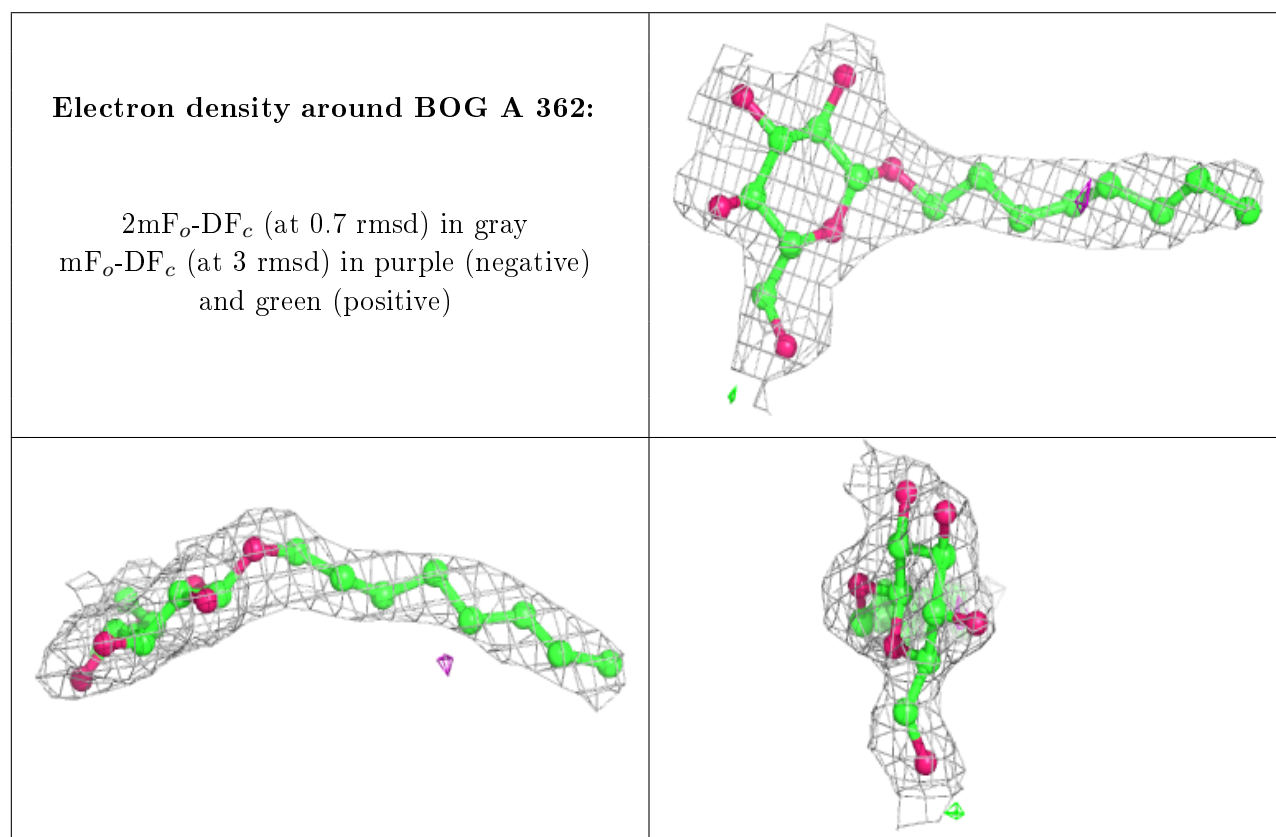 Electron density around BOG A 362:
2mFo-DFc (at 0.7 rmsd) in gray
mFo-DFc (at 3 rmsd) in purple (negative)
and green (positive)